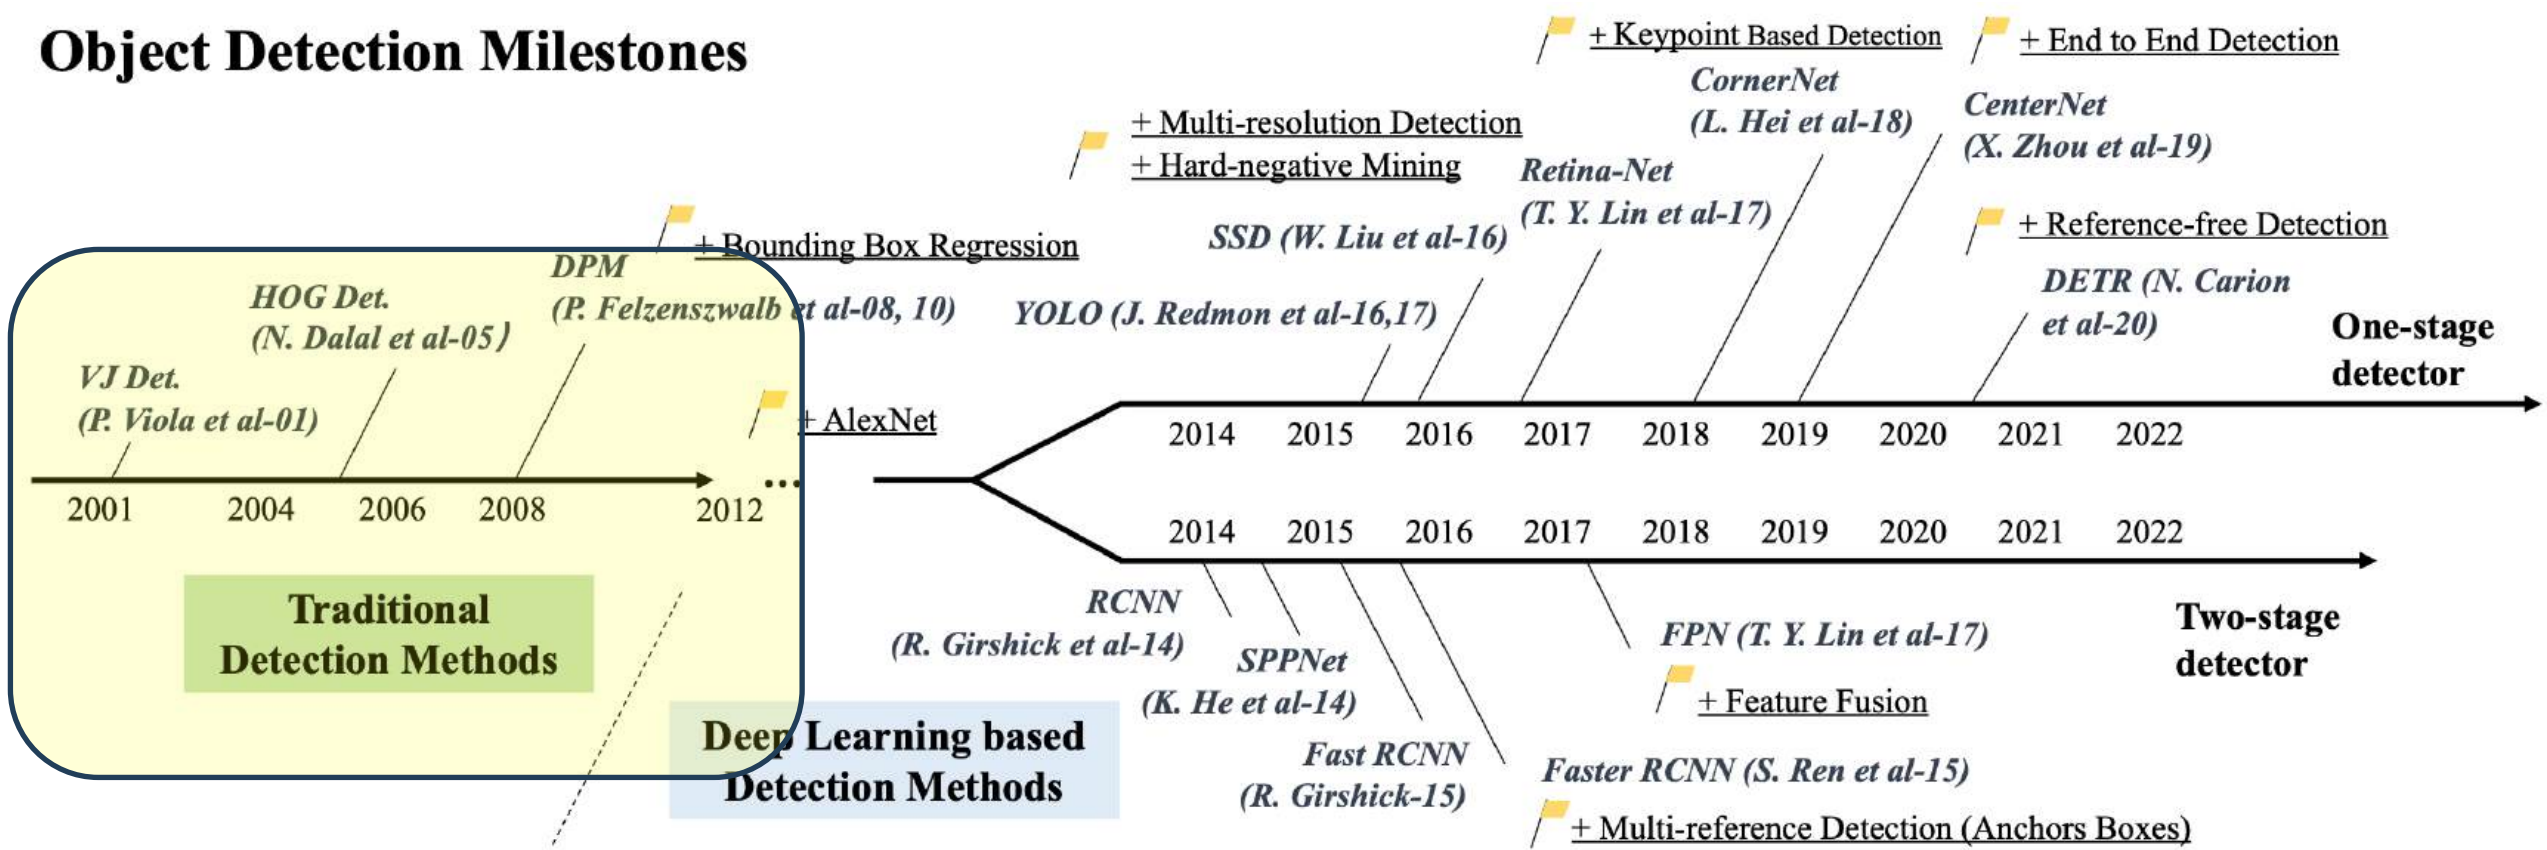 Object Detection Milestones
+ Keypoint Based Detection
CornerNet
(L. Hei et al-18)
+ End to End Detection
CenterNet
(X. Zhou et al-19)
+ Multi-resolution Detection
+ Hard-negative Mining
Retina-Net
(T. Y. Lin et al-17)
SSD (W. Liu et al-16)
YOLO (J. Redmon et al-16,17)
+ Reference-free Detection
DETR (N. Carion
et al-20)
One-stage
detector
+ Bounding Box Regression
DPM
(P. Felzenszwalb et al-08, 10)
HOG Det.
(N. Dalal et al-05)
VJ Det.
(P. Viola et al-01)
+ AlexNet
...
2014 2015 2016 2017 2018 2019 2020 2021 2022
2001 2004 2006 2008 2012
2014 2015 2016 2017 2018 2019 2020 2021 2022
Traditional
Detection Methods
Deep Learning based
Detection Methods
RCNN
(R. Girshick et al-14)
SPPNet
(K. He et al-14)
Fast RCNN
(R. Girshick-15)
FPN (T. Y. Lin et al-17)
+ Feature Fusion
Faster RCNN (S. Ren et al-15)
+ Multi-reference Detection (Anchors Boxes)
Two-stage
detector